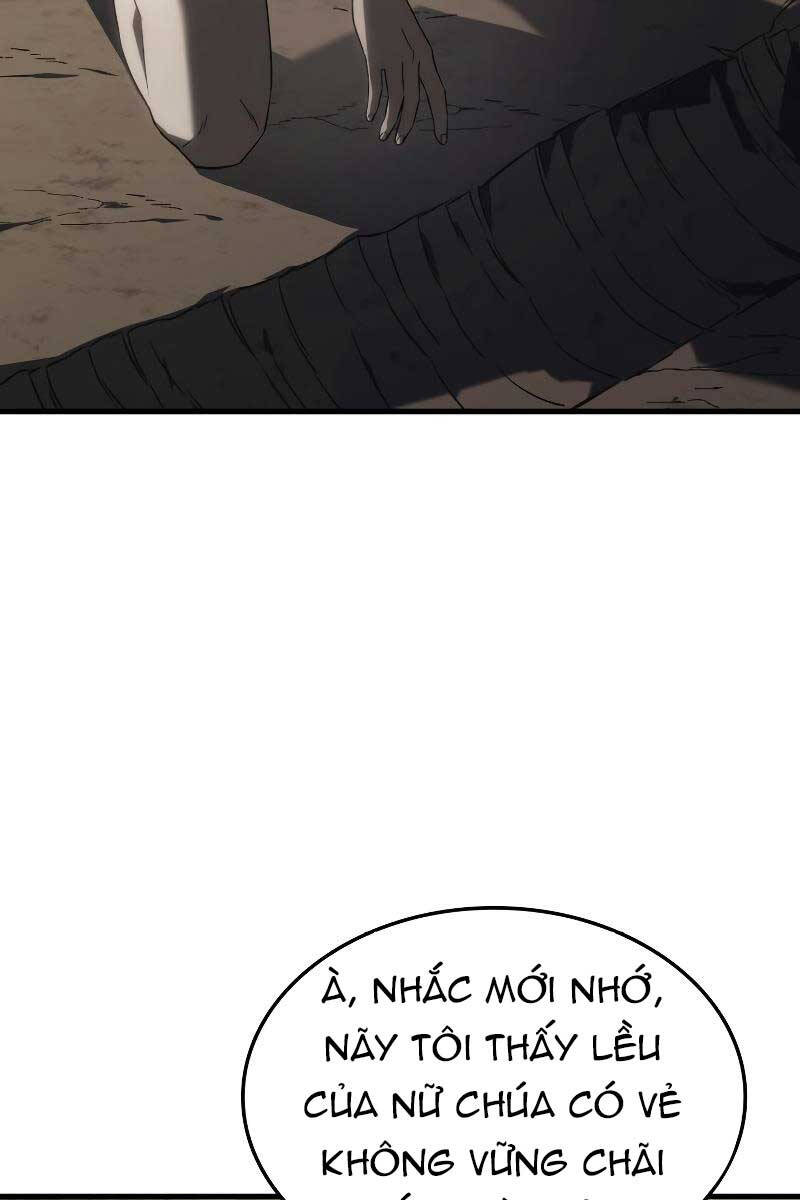 À, NHẮC MỚI NHỚ,
NÃY TÔI THẤY LỀU
CỦA NỮ CHÚA CÓ VẺ
KHÔNG VỮNG CHÃI